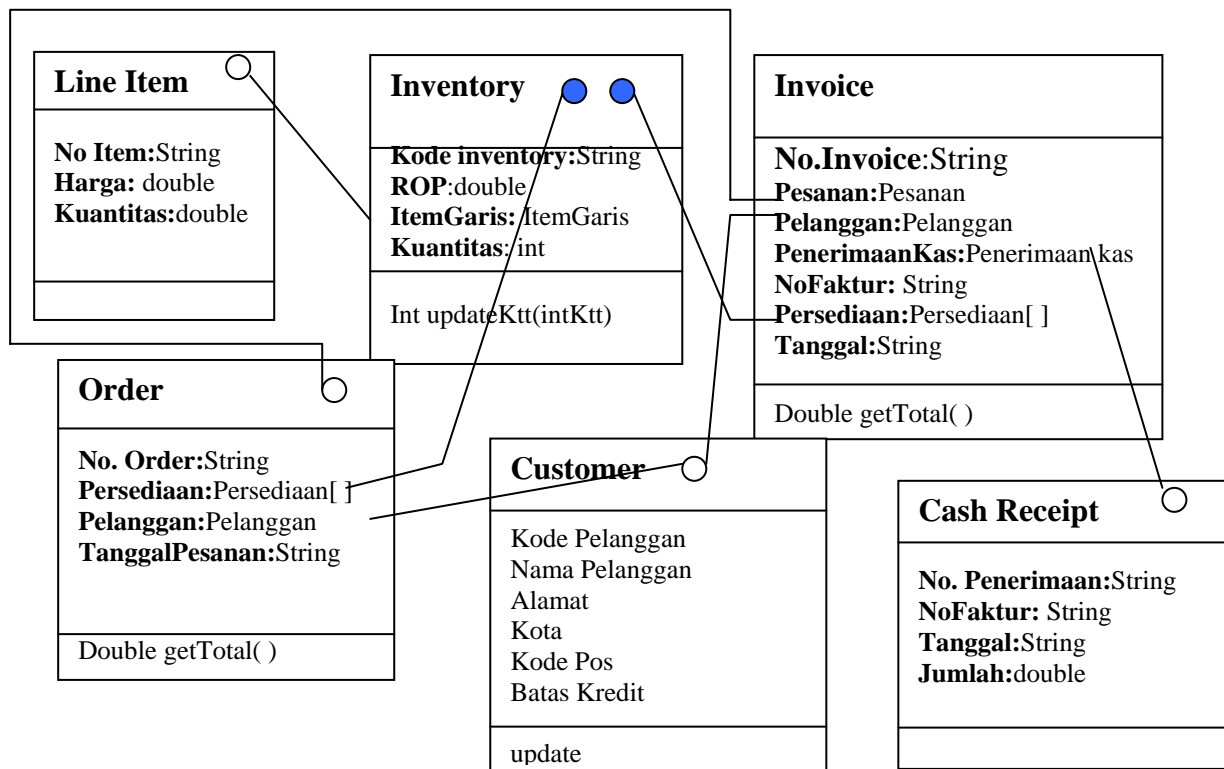 Line Item
No Item:String
Harga: double
Kuantitas:double
Inventory
Kode inventory:String
ROP:double
ItemGaris: ItemGaris
Kuantitas: int
Int updateKtt(intKtt)
Invoice
No.Invoice:String
Pesanan:Pesanan
Pelanggan:Pelanggan
PenerimaanKas:Penerimaan kas
NoFaktur: String
Persediaan:Persediaan[ ]
Tanggal:String
Double getTotal( )
Order
No. Order:String
Persediaan:Persediaan[ ]
Pelanggan:Pelanggan
TanggalPesanan:String
Double getTotal( )
Customer
Kode Pelanggan
Nama Pelanggan
Alamat
Kota
Kode Pos
Batas Kredit
update
Cash Receipt
No. Penerimaan:String
NoFaktur: String
Tanggal:String
Jumlah:double